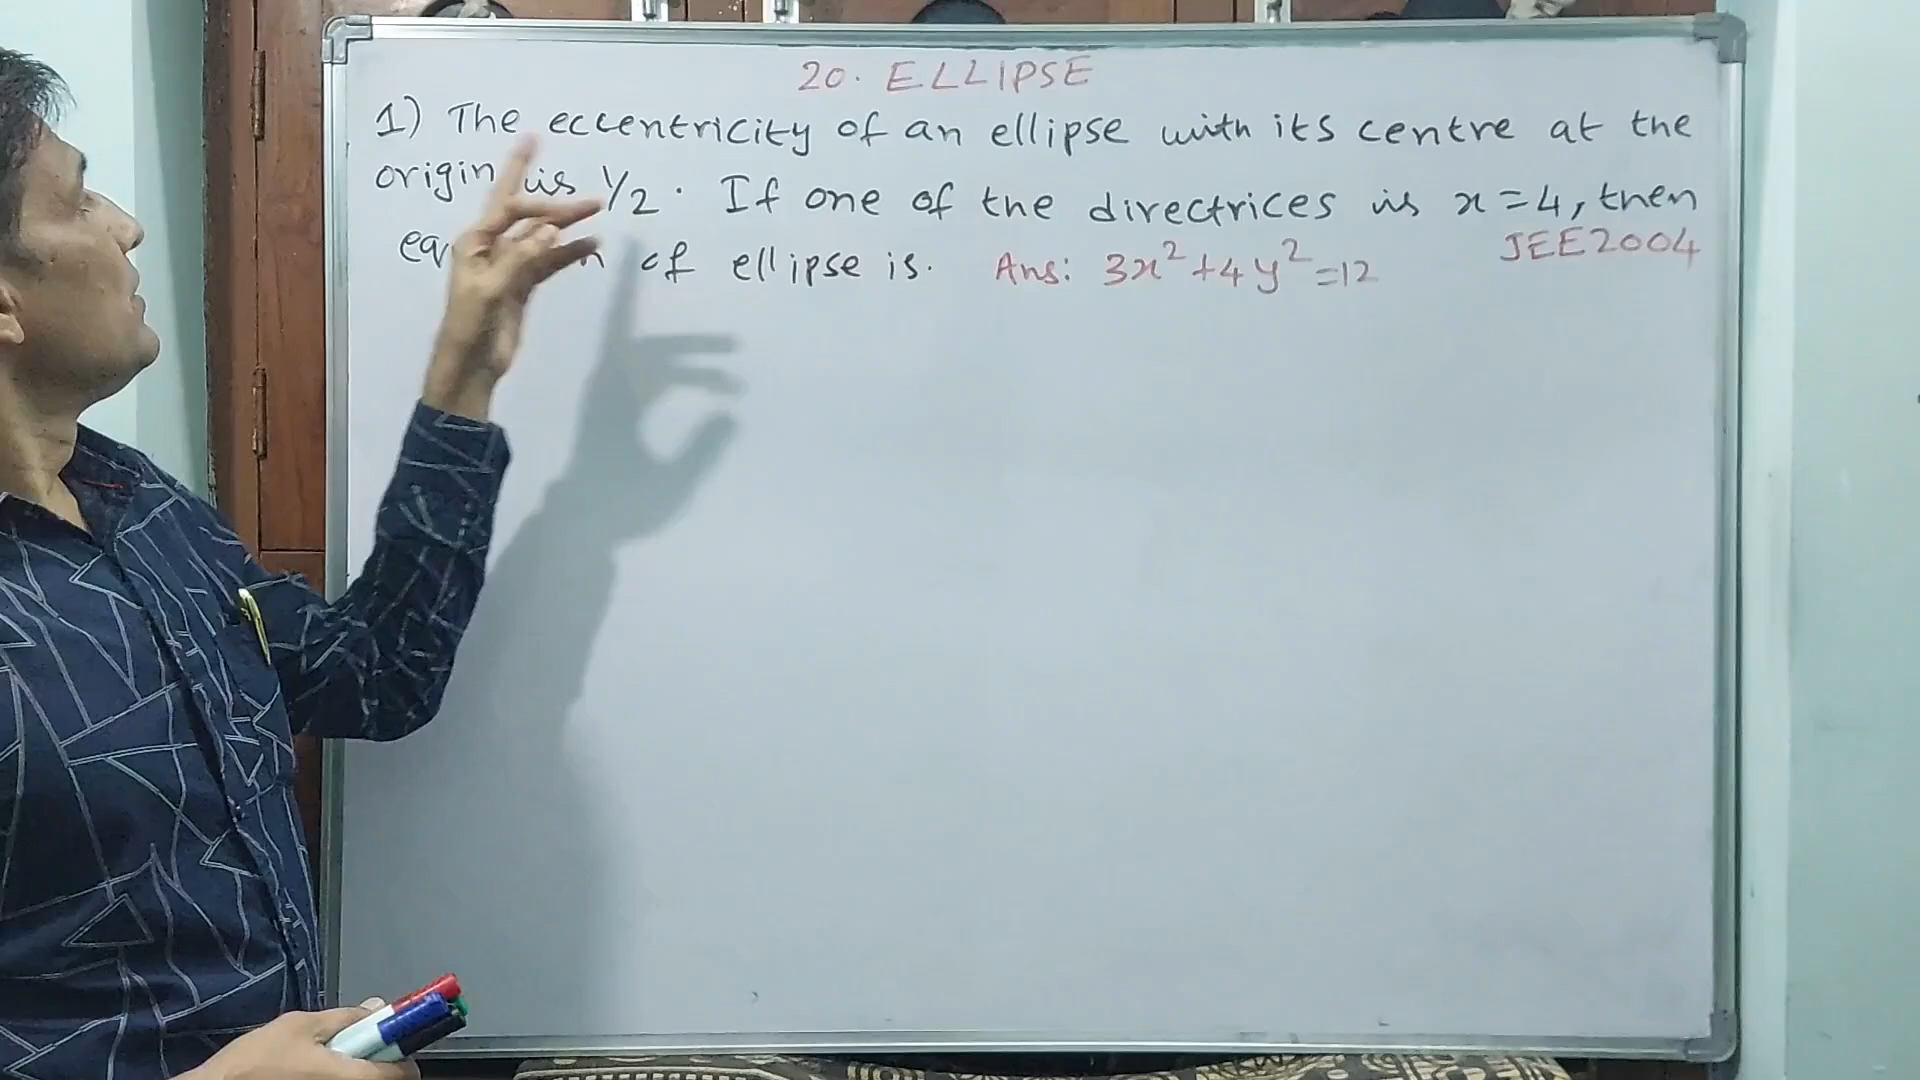 20. ELLIPSE
1) The eccentricity of an ellipse with its centre at the
origin is 1/2. If one of the directrices is x=4, then
of ellipse is. Ans: 3x²+4y²=12 JEE2004